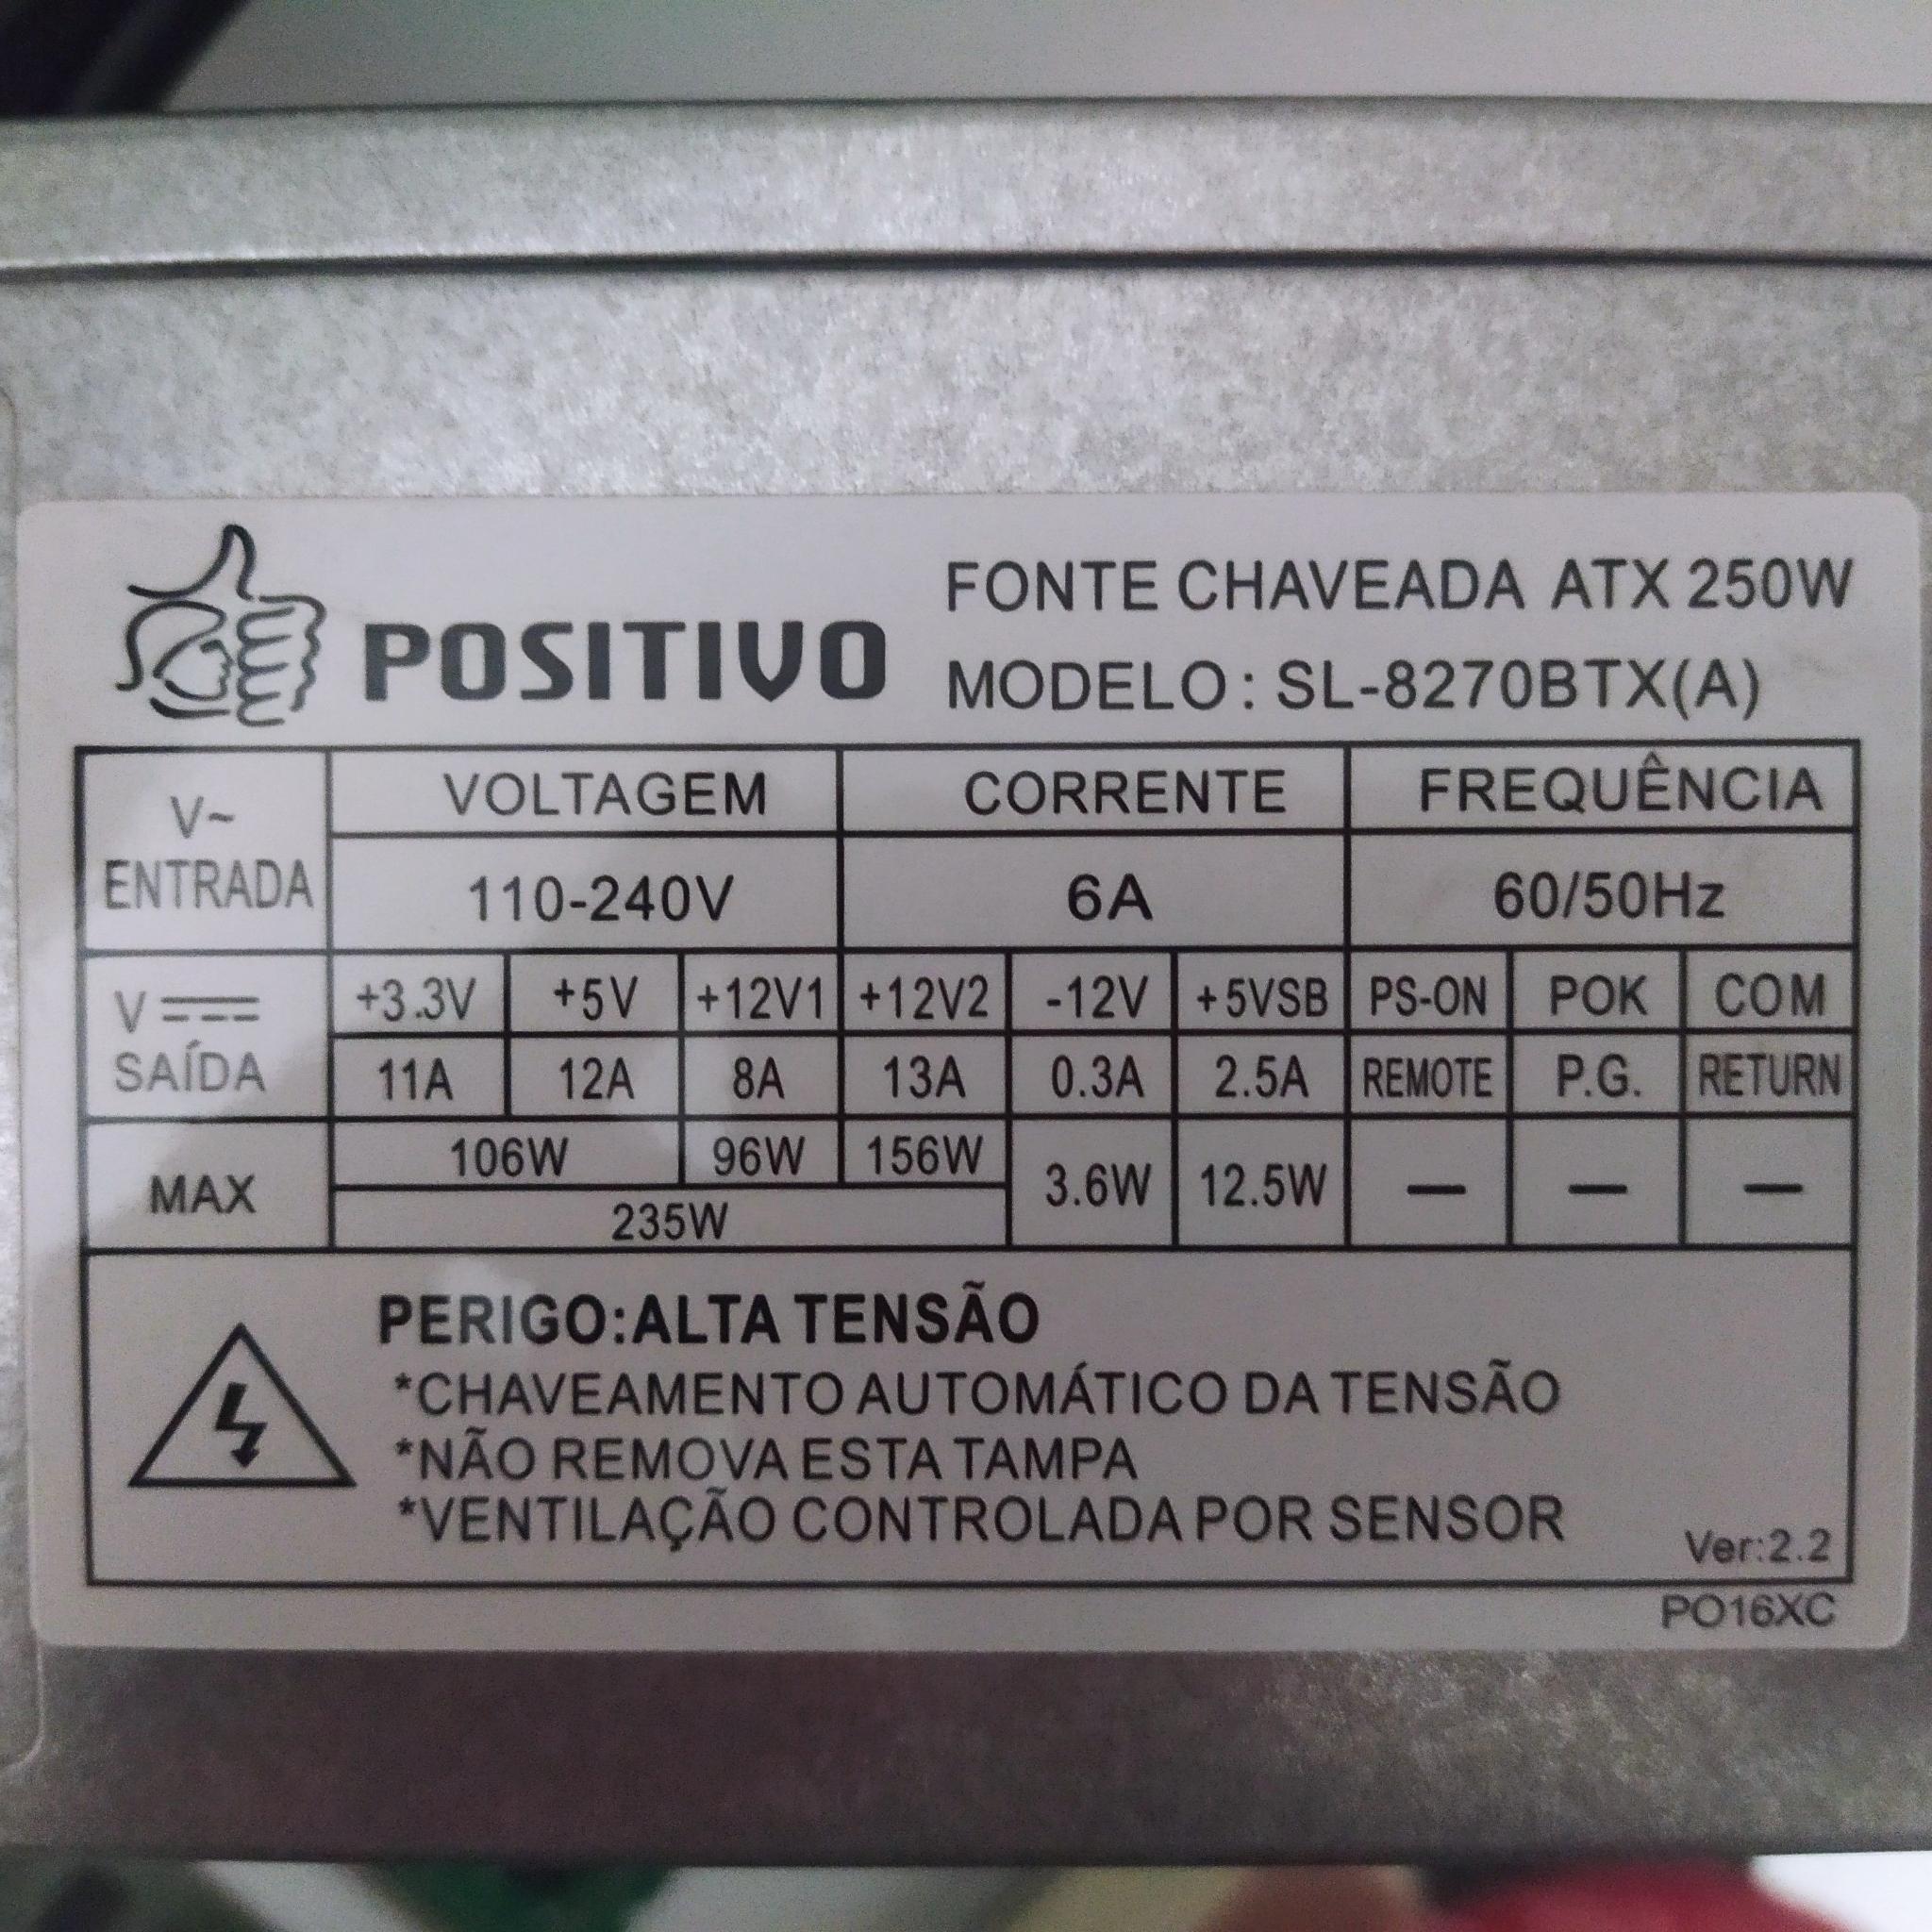 POSITIVO
FONTE CHAVEADA ATX 250W
MODELO : SL-8270BTX(A)
V~ ENTRADA VOLTAGEM CORRENTE FREQUÊNCIA
110-240V 6A 60/50Hz
V SAÍDA +3.3V +5V +12V1 +12V2 -12V +5VSB PS-ON POK COM
11A 12A 8A 13A 0.3A 2.5A REMOTE P.G. RETURN
MAX 106W 96W 156W 3.6W 12.5W — — —
235W
PERIGO:ALTA TENSÃO
*CHAVEAMENTO AUTOMÁTICO DA TENSÃO
*NÃO REMOVA ESTA TAMPA
*VENTILAÇÃO CONTROLADA POR SENSOR
Ver:2.2
PO16XC